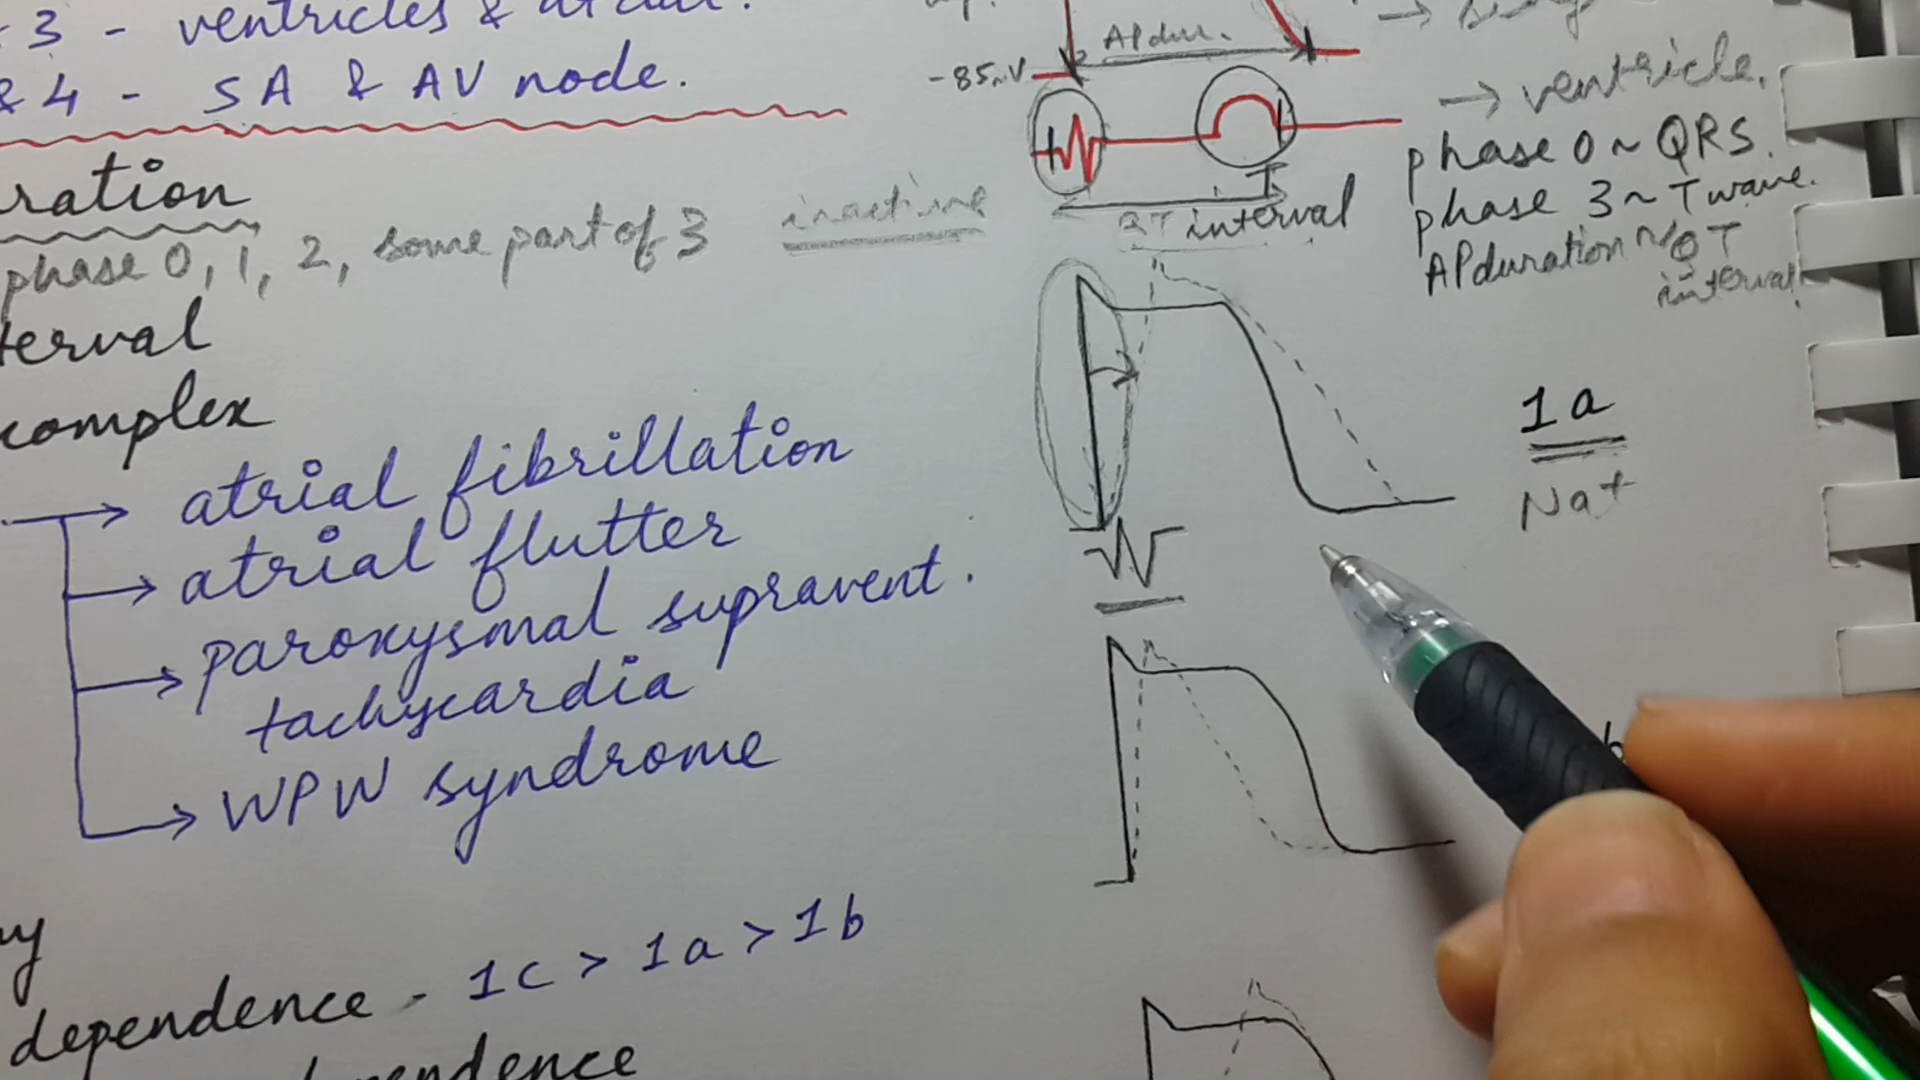 3 - ventricles &
& 4 - SA & AV node.
ration
phase 0, 1, 2, some part of 3 inactive
terval
complex
atrial fibrillation
atrial flutter
paroxysmal supravent.
tachycardia
WPW syndrome
dependence - 1c > 1a > 1b
AP dur.
-85mV
T
QT interval
→ ventricle.
phase 0 ~ QRS.
phase 3 ~ T wave.
AP duration ~ QT
interval
1a
Na+
b